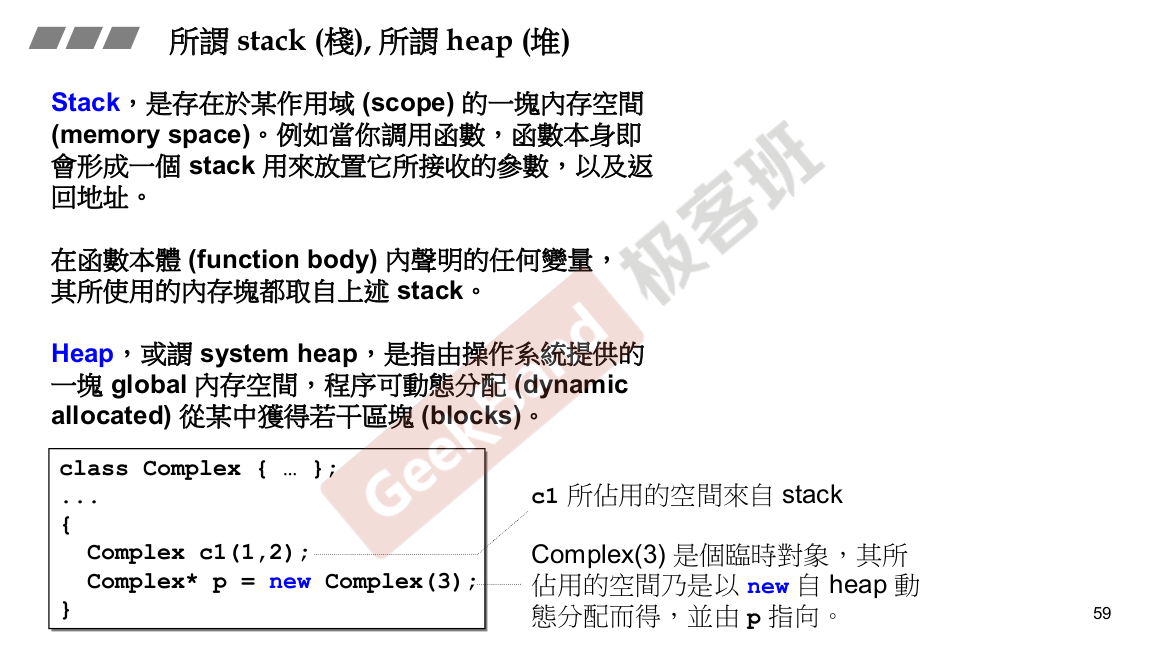 所謂 stack (棧), 所謂 heap (堆)
Stack，是存在於某作用域 (scope) 的一塊內存空間
(memory space)。例如當你調用函數，函數本身即
會形成一個 stack 用來放置它所接收的參數，以及返
回地址。
在函數本體 (function body) 內聲明的任何變量，
其所使用的內存塊都取自上述 stack。
Heap，或謂 system heap，是指由操作系統提供的
一塊 global 內存空間，程序可動態分配 (dynamic
allocated) 從某中獲得若干區塊 (blocks)。
class Complex { … };
...
{
Complex c1(1,2);
Complex* p = new Complex(3);
}
c1 所佔用的空間來自 stack
Complex(3) 是個臨時對象，其所
佔用的空間乃是以 new 自 heap 動
態分配而得，並由 p 指向。
59
GeekBand 极客班